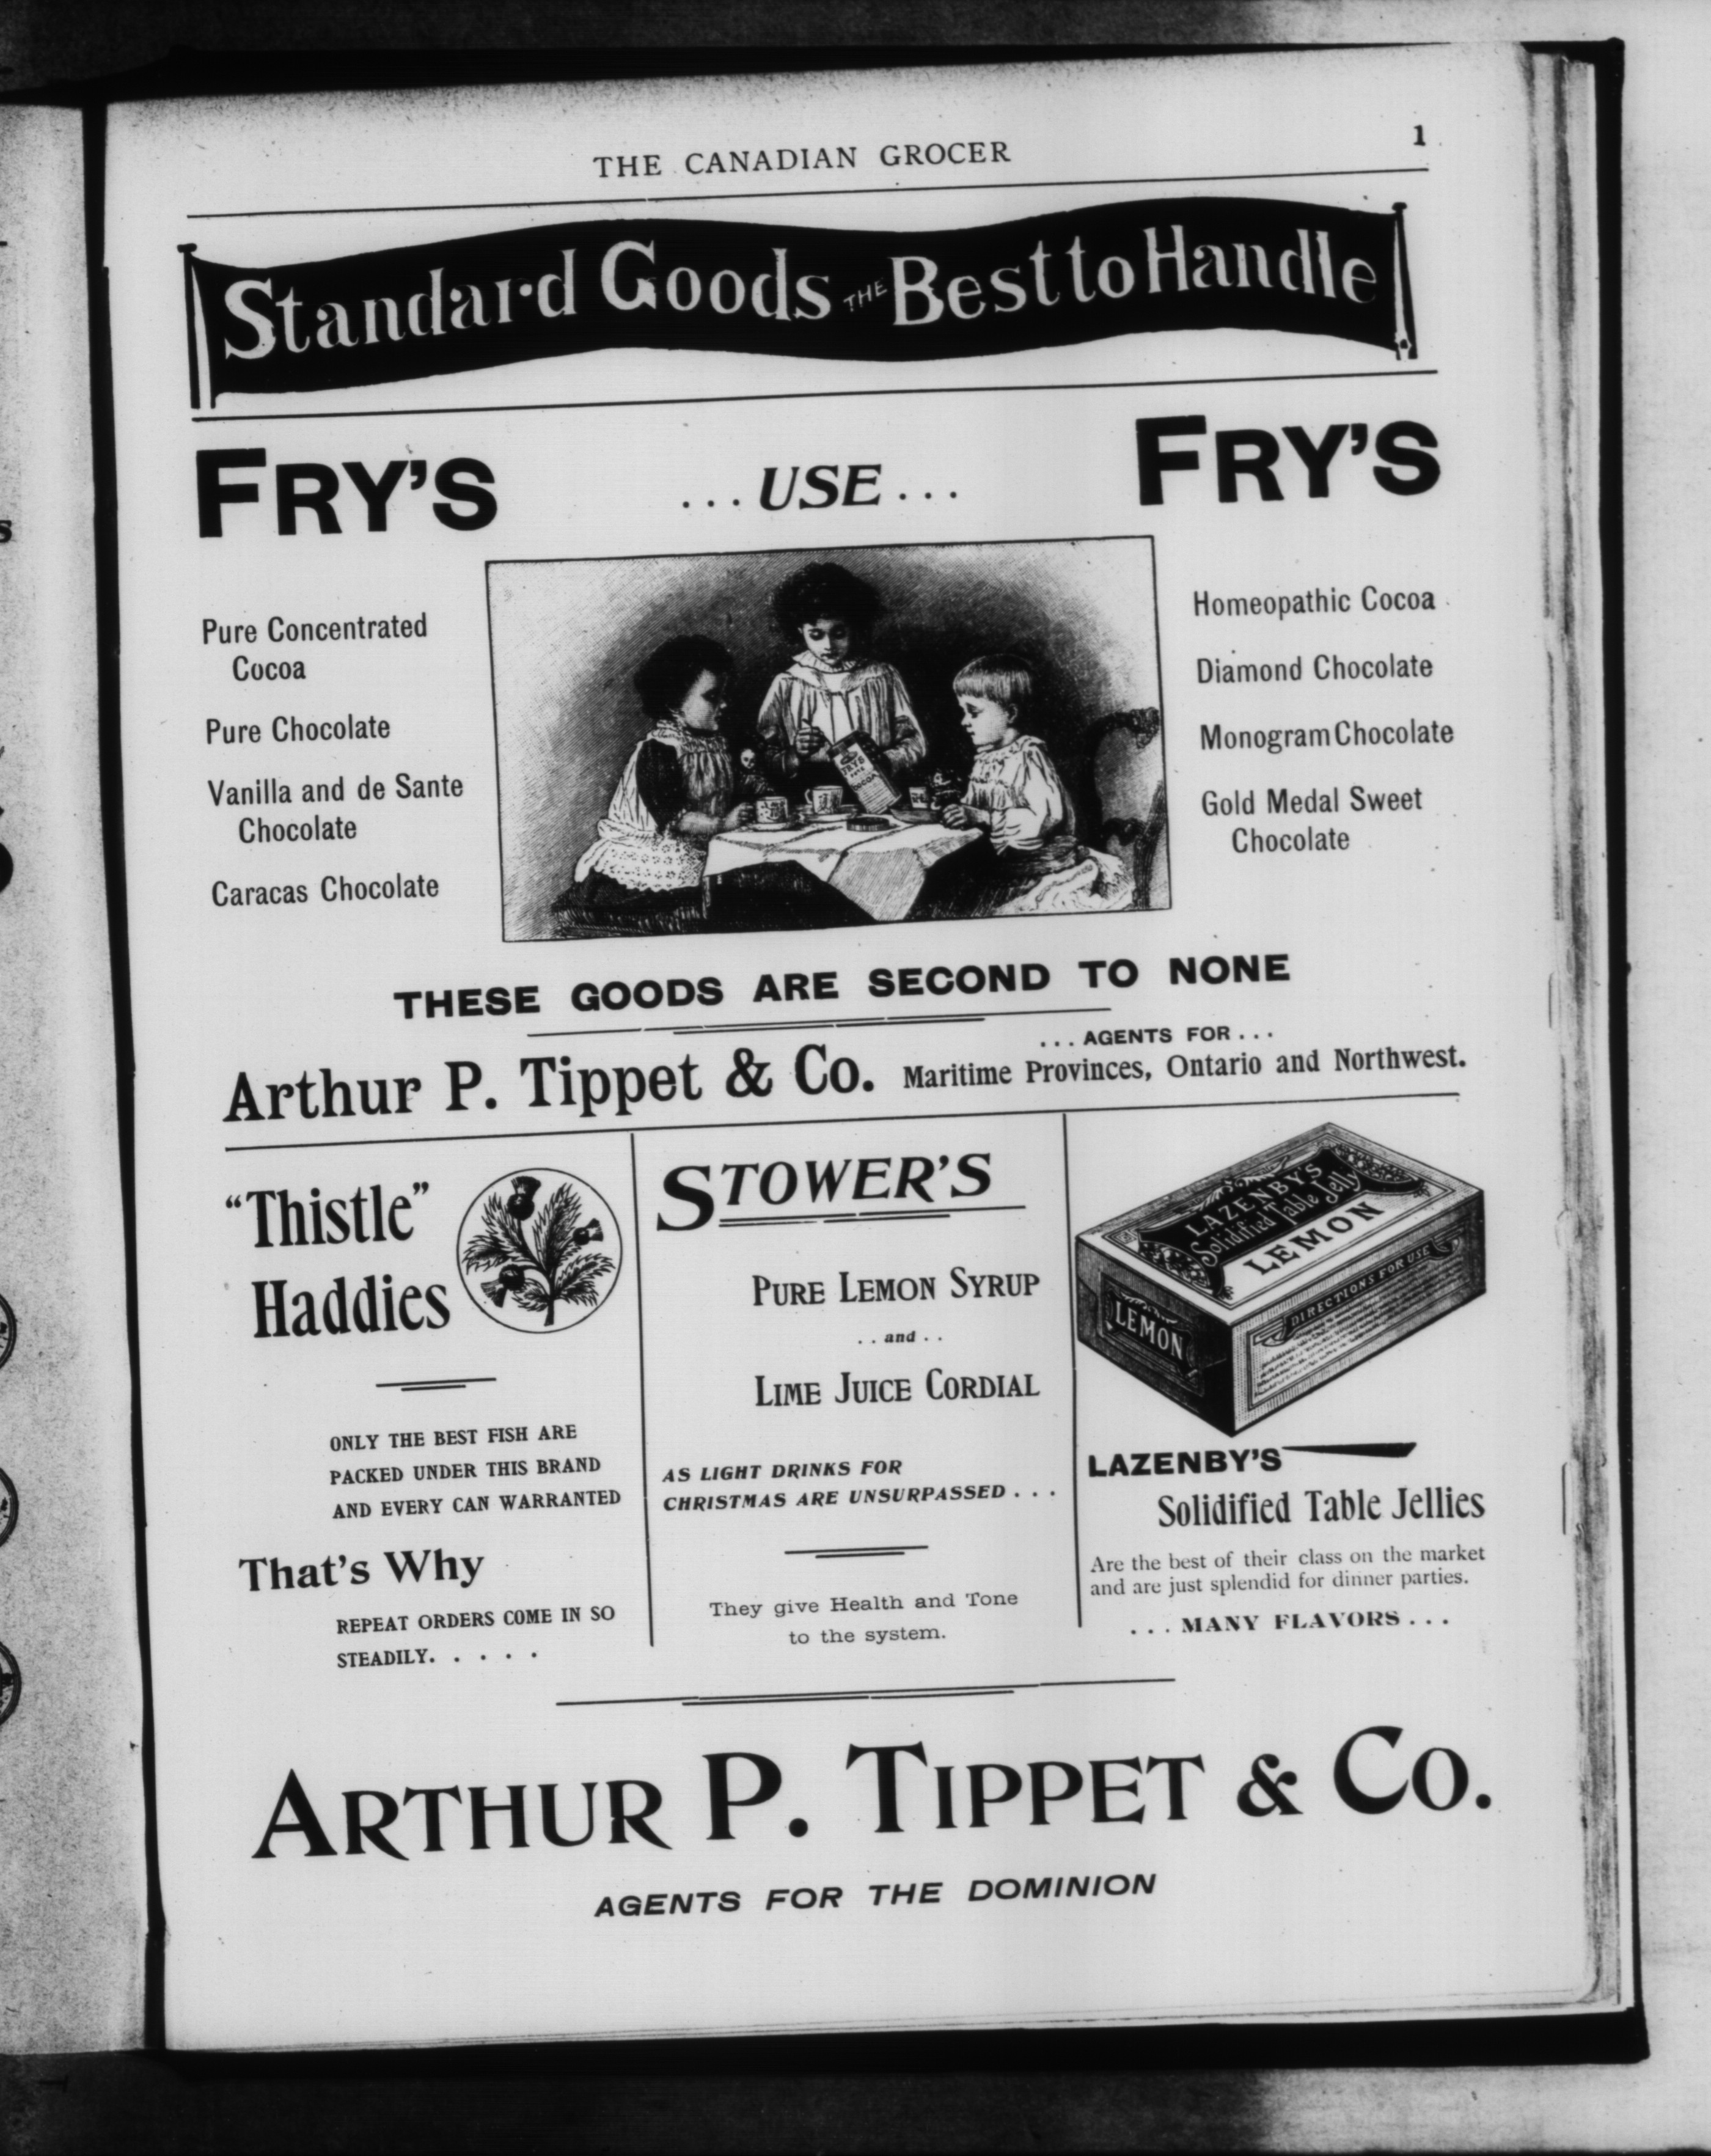 THE CANADIAN GROCER
1
Standard Goods THE Best to Handle
FRY'S
...USE...
FRY'S
Pure Concentrated
Cocoa
Pure Chocolate
Vanilla and de Sante
Chocolate
Caracas Chocolate
FRY'S
PURE
COCOA
Homeopathic Cocoa
Diamond Chocolate
Monogram Chocolate
Gold Medal Sweet
Chocolate
THESE GOODS ARE SECOND TO NONE
Arthur P. Tippet & Co.
...AGENTS FOR...
Maritime Provinces, Ontario and Northwest.
"Thistle"
Haddies
ONLY THE BEST FISH ARE
PACKED UNDER THIS BRAND
AND EVERY CAN WARRANTED
That's Why
REPEAT ORDERS COME IN SO
STEADILY. . . . .
STOWER'S
PURE LEMON SYRUP
. . and . .
LIME JUICE CORDIAL
AS LIGHT DRINKS FOR
CHRISTMAS ARE UNSURPASSED . . .
They give Health and Tone
to the system.
LAZENBY'S
Solidified Table Jelly
LEMON
LEMON
DIRECTIONS FOR USE
LAZENBY'S
Solidified Table Jellies
Are the best of their class on the market
and are just splendid for dinner parties.
. . . MANY FLAVORS . . .
ARTHUR P. TIPPET & CO.
AGENTS FOR THE DOMINION